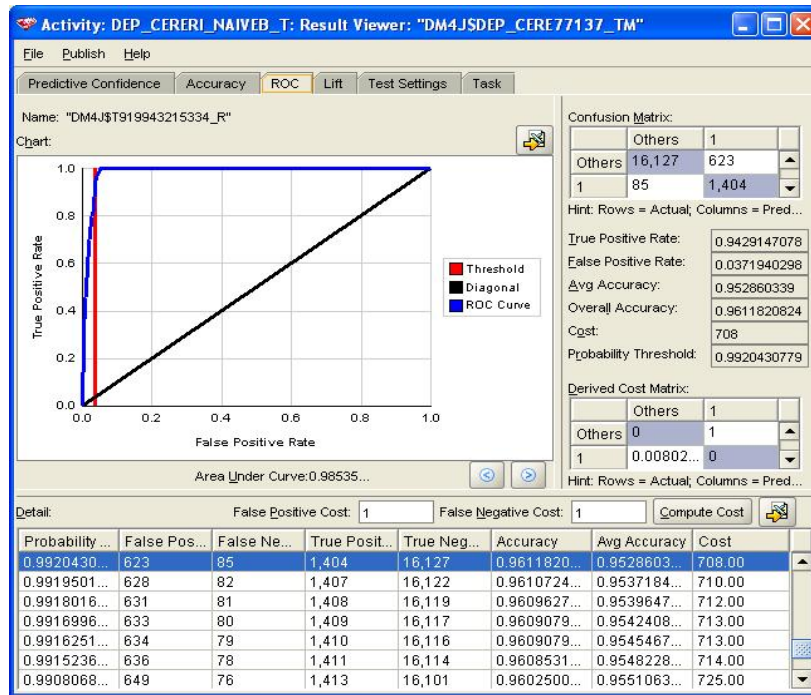 Activity: DEP_CERERI_NAIVEB_T: Result Viewer: "DM4J$DEP_CERE77137_TM"
File Publish Help
Predictive Confidence Accuracy ROC Lift Test Settings Task
Name: "DM4J$T919943215334_R"
Chart:
1.0
0.8
0.6
0.4
0.2
0.0
True Positive Rate
0.0 0.2 0.4 0.6 0.8 1.0
False Positive Rate
Threshold
Diagonal
ROC Curve
Area Under Curve:0.98535...
Confusion Matrix:
Others 1
Others 16,127 623
1 85 1,404
Hint: Rows = Actual; Columns = Pred...
True Positive Rate: 0.9429147078
False Positive Rate: 0.0371940298
Avg Accuracy: 0.952860339
Overall Accuracy: 0.9611820824
Cost: 708
Probability Threshold: 0.9920430779
Derived Cost Matrix:
Others 1
Others 0 1
1 0.00802... 0
Hint: Rows = Actual; Columns = Pred...
Detail: False Positive Cost: 1 False Negative Cost: 1 Compute Cost
Probability ... False Pos... False Ne... True Posit... True Neg... Accuracy Avg Accuracy Cost
0.9920430... 623 85 1,404 16,127 0.9611820... 0.9528603... 708.00
0.9919501... 628 82 1,407 16,122 0.9610724... 0.9537184... 710.00
0.9918016... 631 81 1,408 16,119 0.9609627... 0.9539647... 712.00
0.9916996... 633 80 1,409 16,117 0.9609079... 0.9542408... 713.00
0.9916251... 634 79 1,410 16,116 0.9609079... 0.9545467... 713.00
0.9915236... 636 78 1,411 16,114 0.9608531... 0.9548228... 714.00
0.9908068... 649 76 1,413 16,101 0.9602500... 0.9551063... 725.00